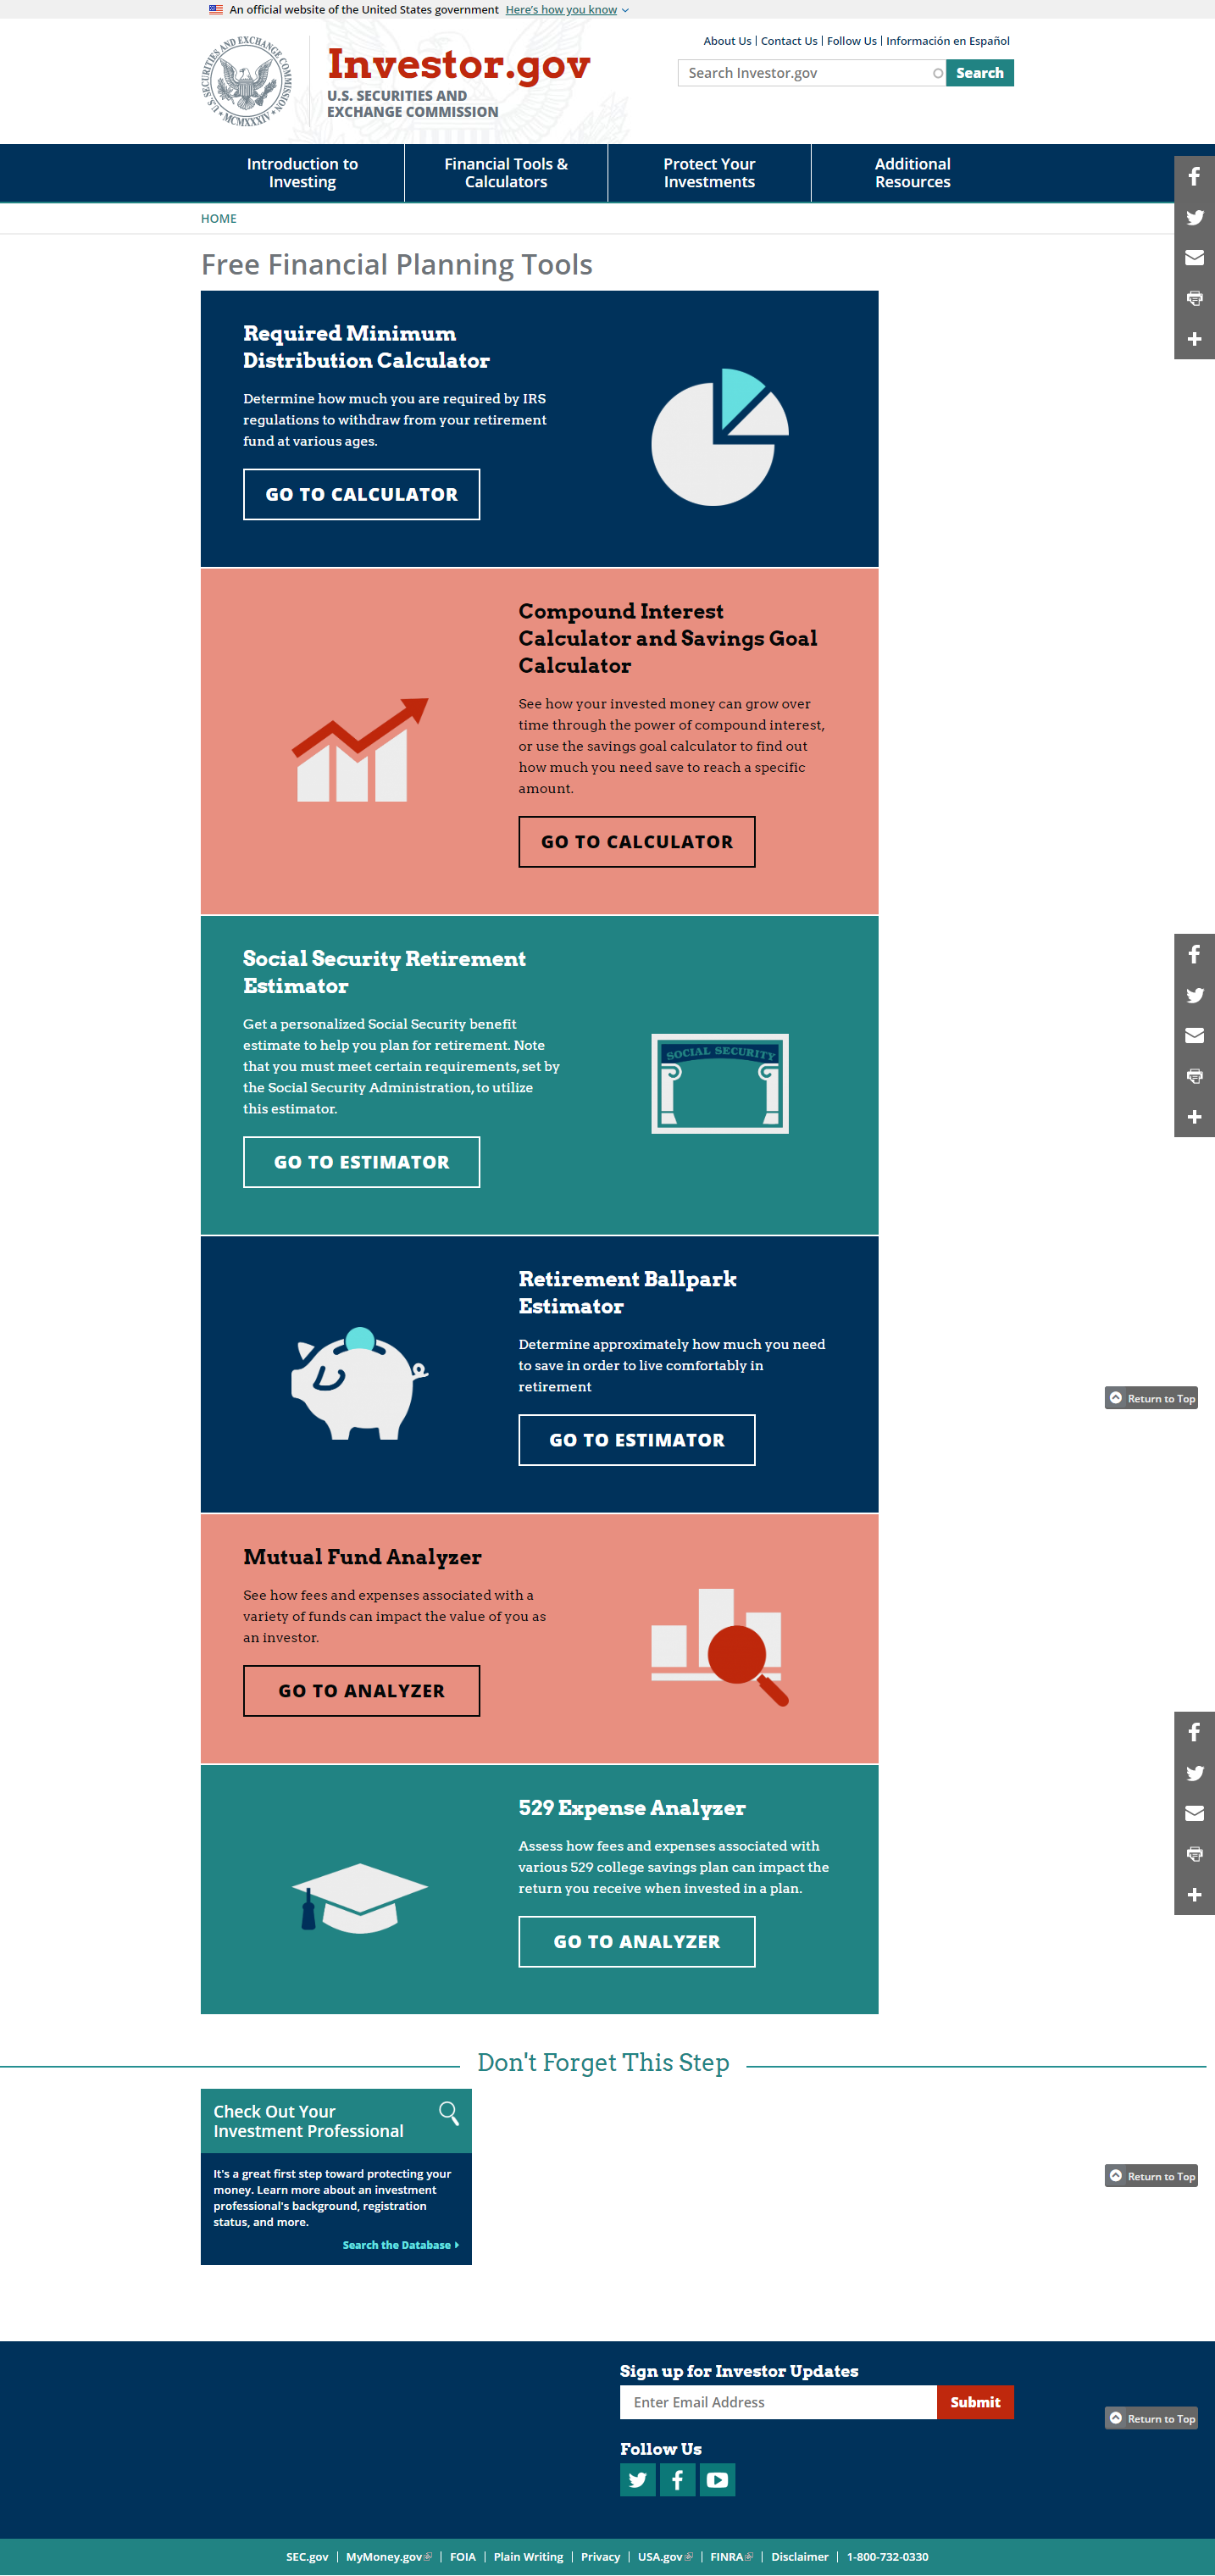 An official website of the United States government Here's how you know
About Us | Contact Us | Follow Us | Información en Español
U.S. SECURITIES AND EXCHANGE COMMISSION
MCMXXXIV
Investor.gov
U.S. SECURITIES AND
EXCHANGE COMMISSION
Search Investor.gov
Search
Introduction to
Investing
Financial Tools &
Calculators
Protect Your
Investments
Additional
Resources
HOME
Free Financial Planning Tools
Required Minimum
Distribution Calculator
Determine how much you are required by IRS
regulations to withdraw from your retirement
fund at various ages.
GO TO CALCULATOR
Compound Interest
Calculator and Savings Goal
Calculator
See how your invested money can grow over
time through the power of compound interest,
or use the savings goal calculator to find out
how much you need save to reach a specific
amount.
GO TO CALCULATOR
Social Security Retirement
Estimator
Get a personalized Social Security benefit
estimate to help you plan for retirement. Note
that you must meet certain requirements, set by
the Social Security Administration, to utilize
this estimator.
GO TO ESTIMATOR
SOCIAL SECURITY
Retirement Ballpark
Estimator
Determine approximately how much you need
to save in order to live comfortably in
retirement
GO TO ESTIMATOR
Return to Top
Mutual Fund Analyzer
See how fees and expenses associated with a
variety of funds can impact the value of you as
an investor.
GO TO ANALYZER
529 Expense Analyzer
Assess how fees and expenses associated with
various 529 college savings plan can impact the
return you receive when invested in a plan.
GO TO ANALYZER
Don't Forget This Step
Check Out Your
Investment Professional
It's a great first step toward protecting your
money. Learn more about an investment
professional's background, registration
status, and more.
Search the Database
Return to Top
Sign up for Investor Updates
Enter Email Address
Submit
Return to Top
Follow Us
SEC.gov | MyMoney.gov | FOIA | Plain Writing | Privacy | USA.gov | FINRA | Disclaimer | 1-800-732-0330